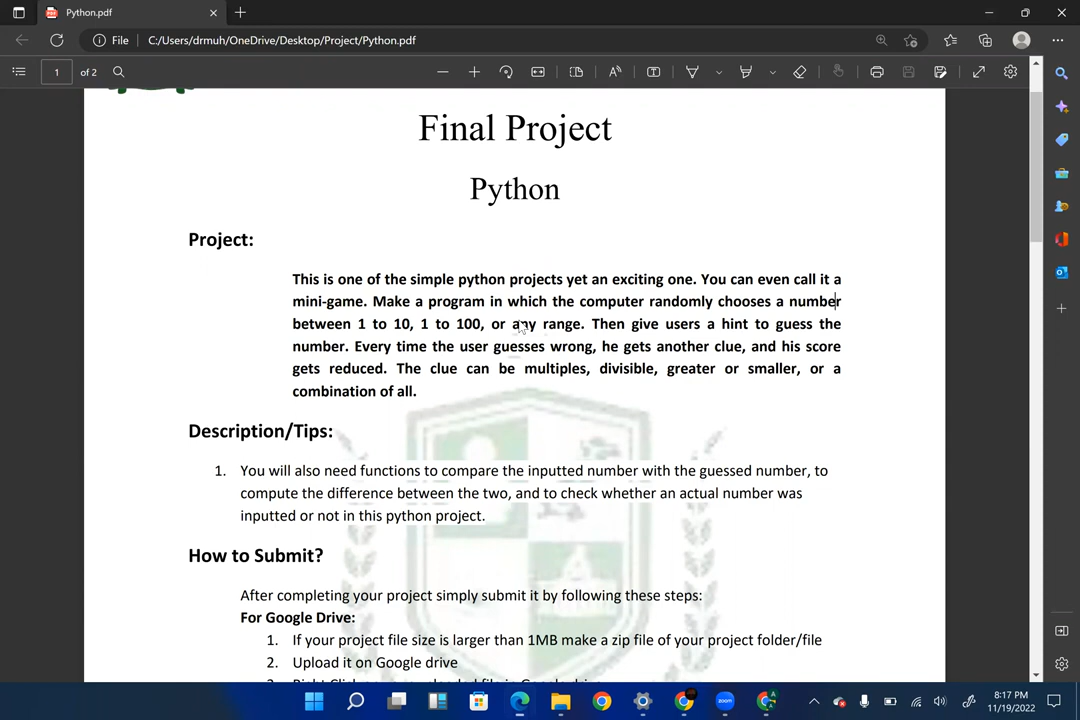 Python.pdf
File
C:/Users/drmuh/OneDrive/Desktop/Project/Python.pdf
1 of 2
Final Project
Python
Project:
This is one of the simple python projects yet an exciting one. You can even call it a
mini-game. Make a program in which the computer randomly chooses a number
between 1 to 10, 1 to 100, or any range. Then give users a hint to guess the
number. Every time the user guesses wrong, he gets another clue, and his score
gets reduced. The clue can be multiples, divisible, greater or smaller, or a
combination of all.
Description/Tips:
1. You will also need functions to compare the inputted number with the guessed number, to
compute the difference between the two, and to check whether an actual number was
inputted or not in this python project.
How to Submit?
After completing your project simply submit it by following these steps:
For Google Drive:
1. If your project file size is larger than 1MB make a zip file of your project folder/file
2. Upload it on Google drive
8:17 PM
11/19/2022